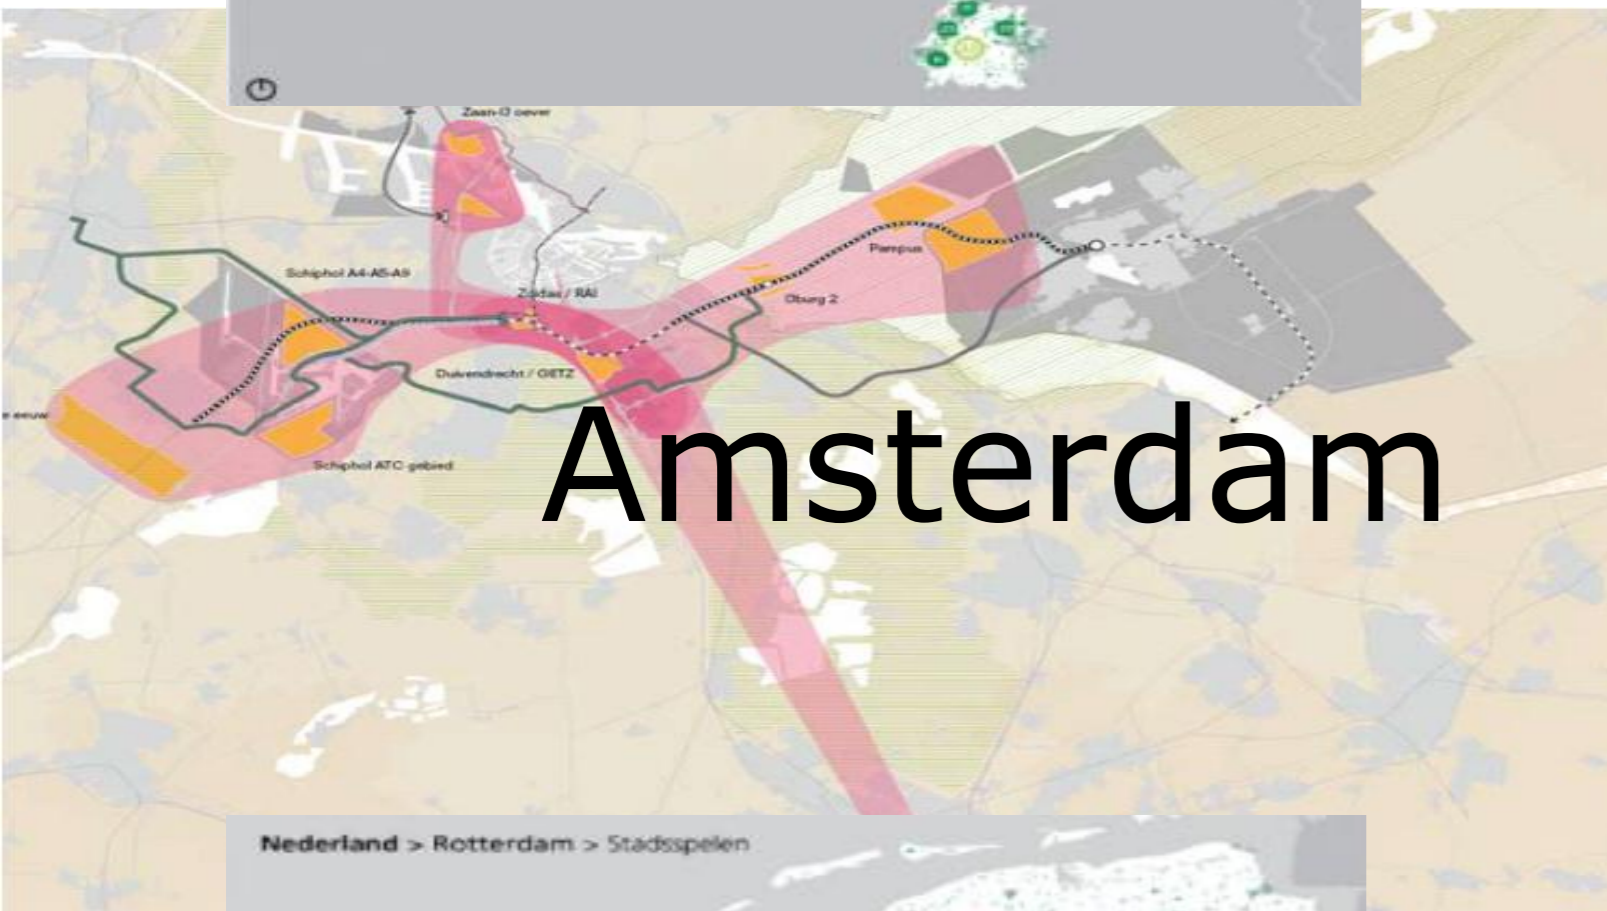 Zaan-IJ oever
Schiphol A4-A5-A9
Pampus
Zuidas / RAI
IJburg 2
Duivendrecht / GETZ
e eeuw
Schiphol ATC gebied
Amsterdam
Nederland > Rotterdam > Stadsspelen